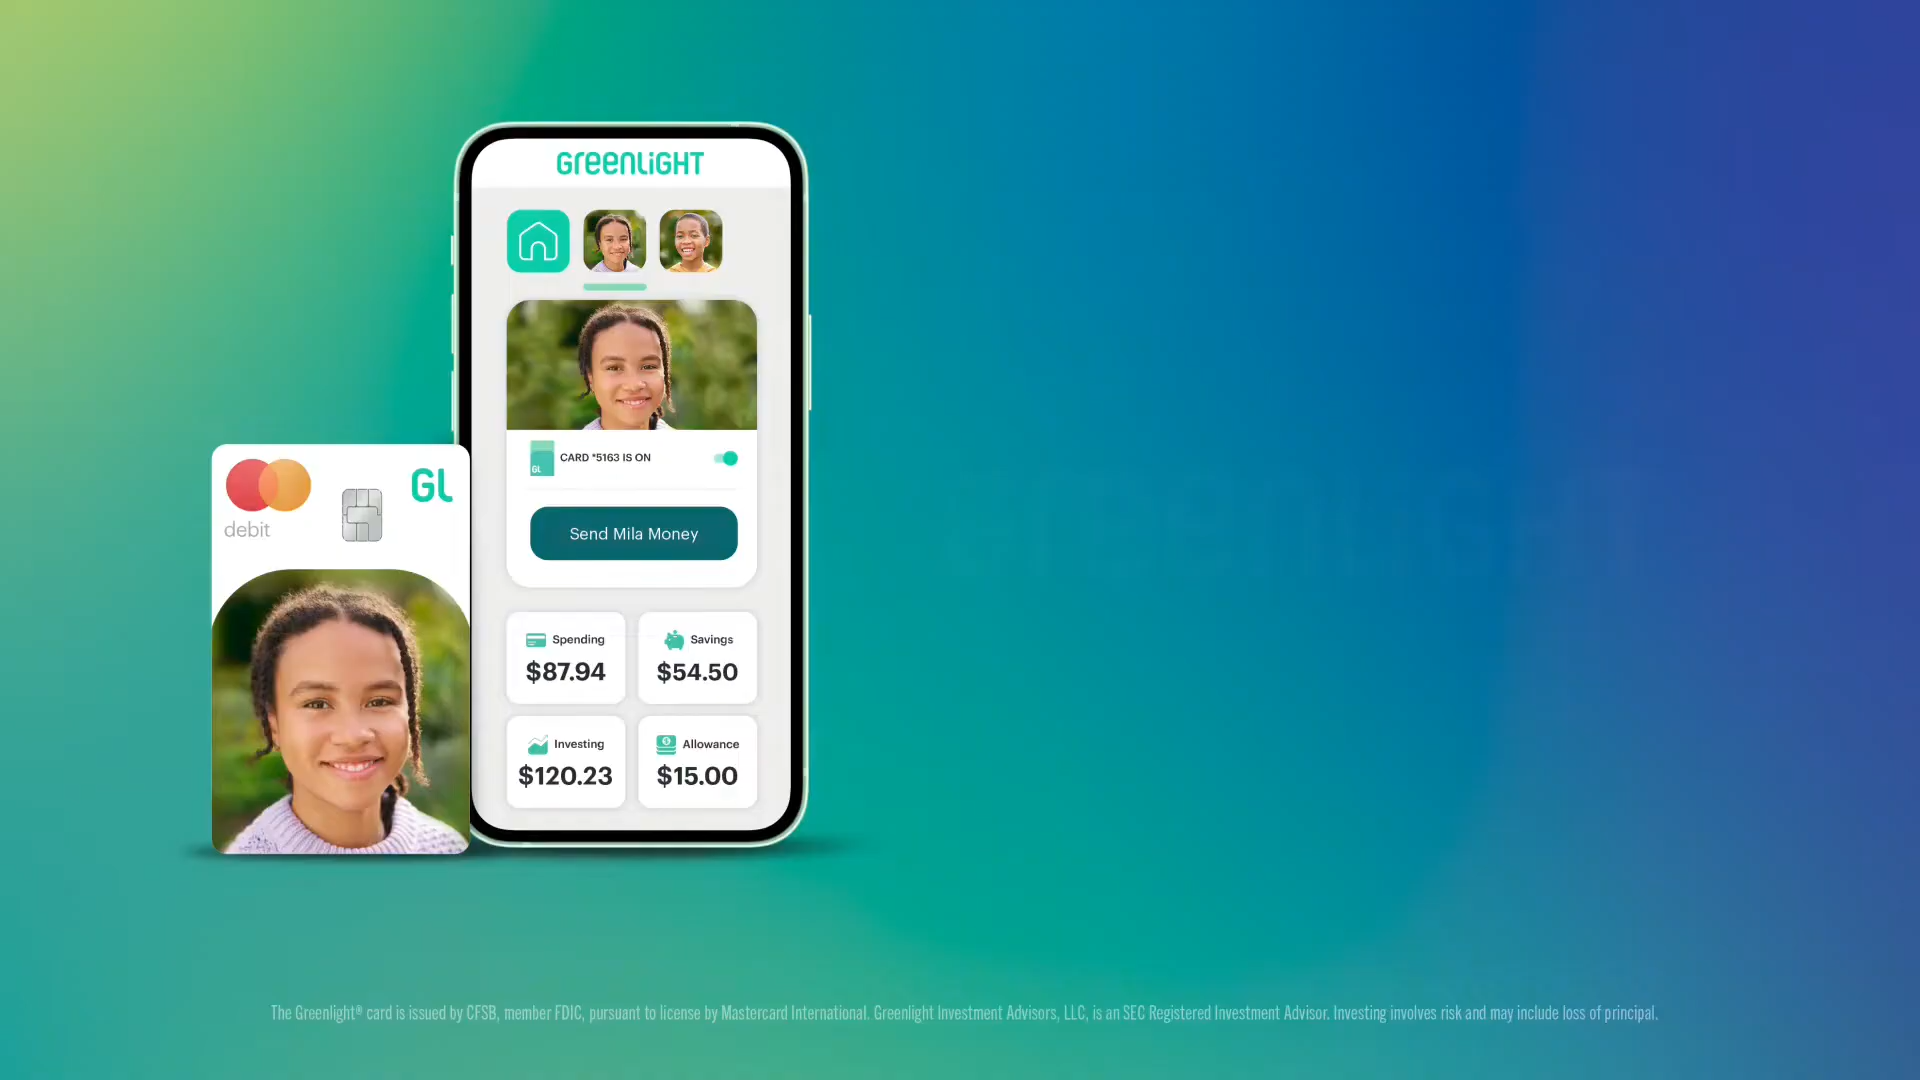 GREENLIGHT
CARD *5163 IS ON
GL
Send Mila Money
Spending
$87.94
Savings
$54.50
Investing
$120.23
Allowance
$15.00
GL
debit
The Greenlight® card is issued by CFSB, member FDIC, pursuant to license by Mastercard International. Greenlight Investment Advisors, LLC, is an SEC Registered Investment Advisor. Investing involves risk and may include loss of principal.